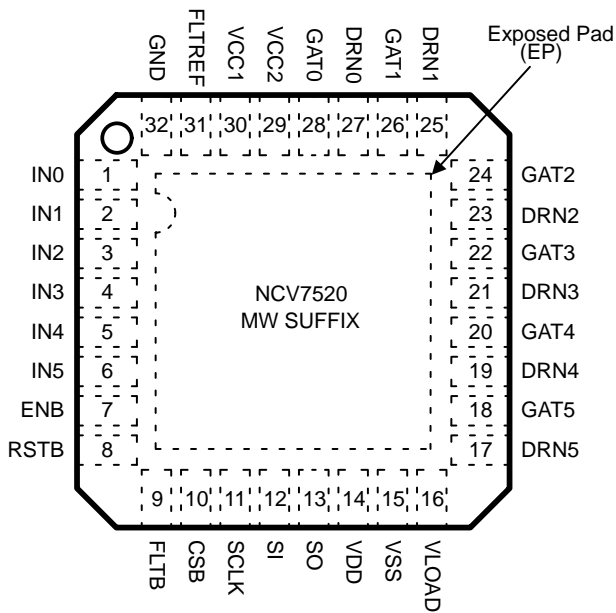 GND FLTREF VCC1 VCC2 GAT0 DRN0 GAT1 DRN1
Exposed Pad
(EP)
32 31 30 29 28 27 26 25
IN0 1 24 GAT2
IN1 2 23 DRN2
IN2 3 22 GAT3
IN3 4 21 DRN3
IN4 5 20 GAT4
IN5 6 19 DRN4
ENB 7 18 GAT5
RSTB 8 17 DRN5
NCV7520
MW SUFFIX
9 10 11 12 13 14 15 16
FLTB CSB SCLK SI SO VDD VSS VLOAD